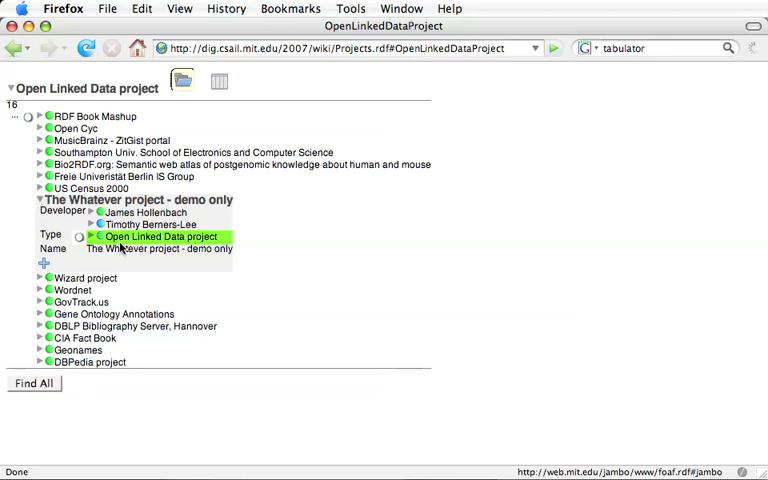 Firefox File Edit View History Bookmarks Tools Window Help
OpenLinkedDataProject
http://dig.csail.mit.edu/2007/wiki/Projects.rdf#OpenLinkedDataProject
G tabulator
Open Linked Data project
16
... RDF Book Mashup
Open Cyc
MusicBrainz - ZitGist portal
Southampton Univ. School of Electronics and Computer Science
Bio2RDF.org: Semantic web atlas of postgenomic knowledge about human and mouse
Freie Universität Berlin IS Group
US Census 2000
The Whatever project - demo only
Developer James Hollenbach
Timothy Berners-Lee
Type Open Linked Data project
Name The Whatever project - demo only
Wizard project
Wordnet
GovTrack.us
Gene Ontology Annotations
DBLP Bibliography Server, Hannover
CIA Fact Book
Geonames
DBPedia project
Find All
Done http://web.mit.edu/jambo/www/foaf.rdf#jambo